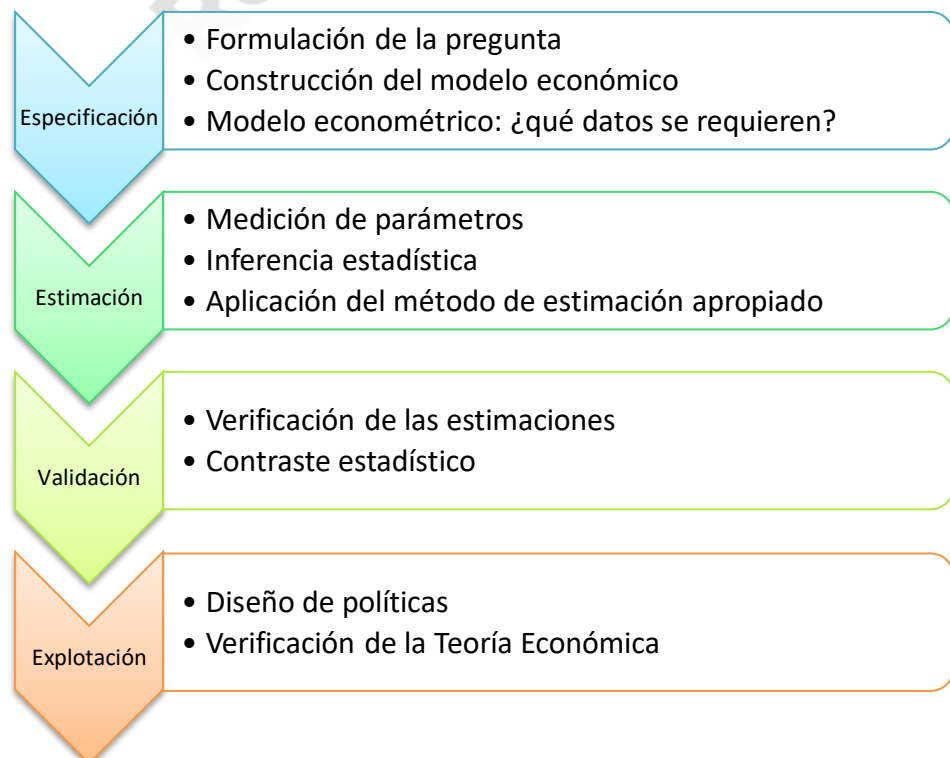 Especificación
• Formulación de la pregunta
• Construcción del modelo económico
• Modelo econométrico: ¿qué datos se requieren?
Estimación
• Medición de parámetros
• Inferencia estadística
• Aplicación del método de estimación apropiado
Validación
• Verificación de las estimaciones
• Contraste estadístico
Explotación
• Diseño de políticas
• Verificación de la Teoría Económica